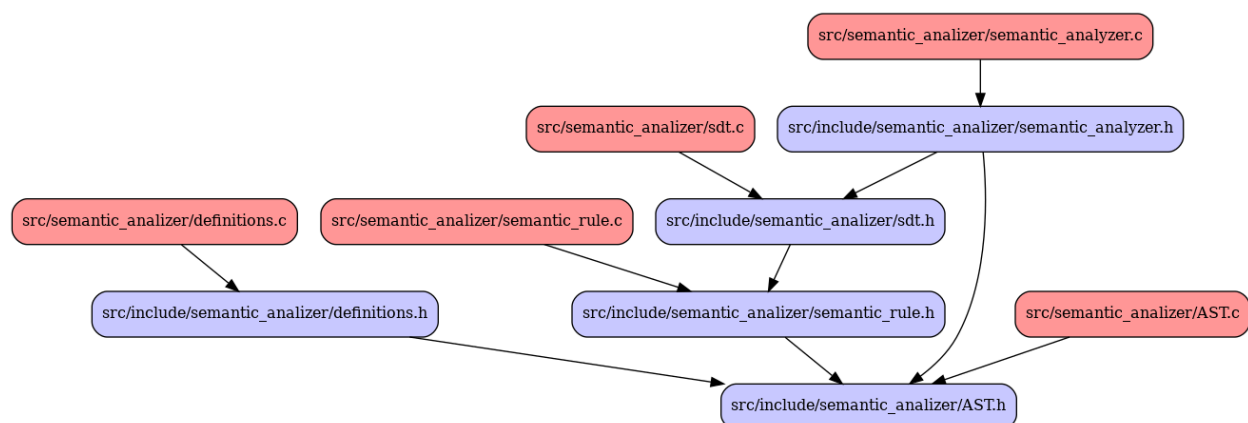 src/semantic_analizer/semantic_analyzer.c
src/semantic_analizer/sdt.c
src/include/semantic_analizer/semantic_analyzer.h
src/semantic_analizer/definitions.c
src/semantic_analizer/semantic_rule.c
src/include/semantic_analizer/sdt.h
src/include/semantic_analizer/definitions.h
src/include/semantic_analizer/semantic_rule.h
src/semantic_analizer/AST.c
src/include/semantic_analizer/AST.h